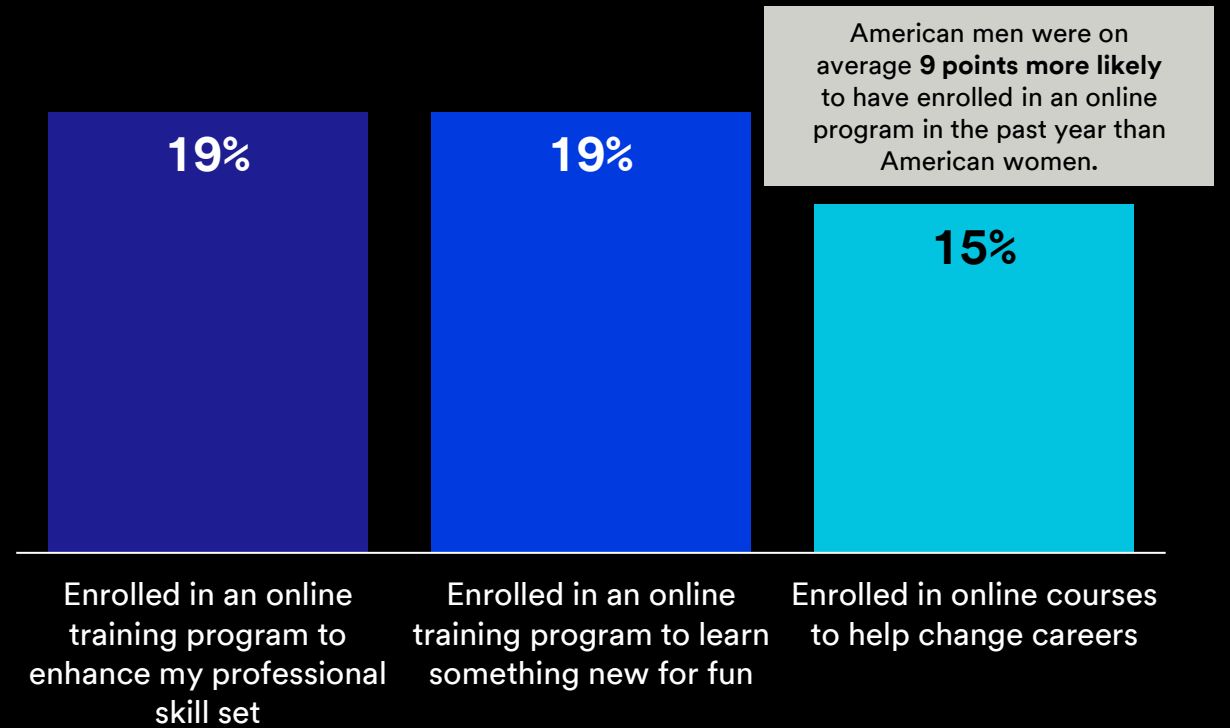 American men were on
average 9 points more likely
to have enrolled in an online
program in the past year than
American women.
19%
19%
15%
Enrolled in an online
training program to
enhance my professional
skill set
Enrolled in an online
training program to learn
something new for fun
Enrolled in online courses
to help change careers